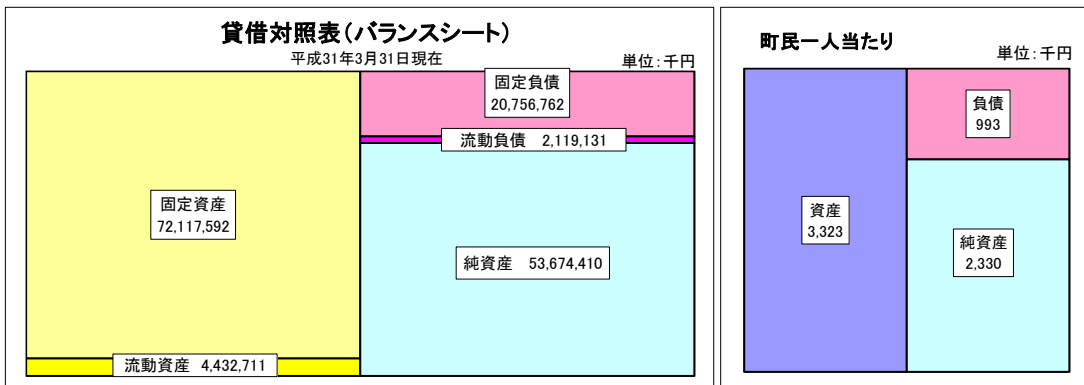 貸借対照表(バランスシート)
平成31年3月31日現在
単位:千円
固定負債
20,756,762
流動負債 2,119,131
固定資産
72,117,592
純資産 53,674,410
流動資産 4,432,711
町民一人当たり
単位:千円
負債
993
資産
3,323
純資産
2,330